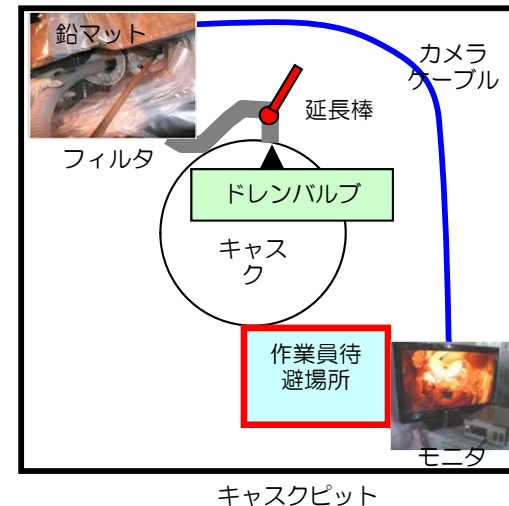 鉛マット
カメラ
ケーブル
延長棒
フィルタ
ドレンバルブ
キャス
ク
作業員待
避場所
モニタ
キャスクピット